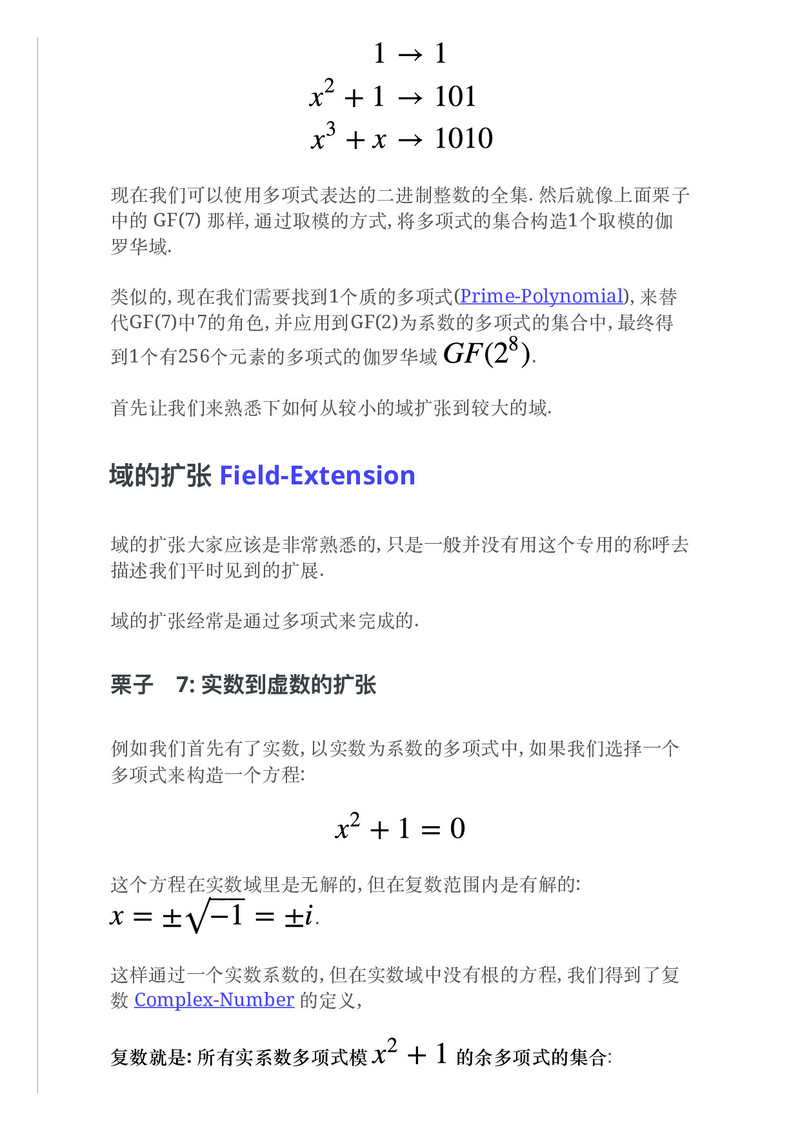 1 → 1
x² + 1 → 101
x³ + x → 1010
现在我们可以使用多项式表达的二进制整数的全集. 然后就像上面栗子
中的 GF(7) 那样, 通过取模的方式, 将多项式的集合构造1个取模的伽
罗华域.
类似的, 现在我们需要找到1个质的多项式(Prime-Polynomial), 来替
代GF(7)中7的角色, 并应用到GF(2)为系数的多项式的集合中, 最终得
到1个有256个元素的多项式的伽罗华域 GF(2⁸).
首先让我们来熟悉下如何从较小的域扩张到较大的域.
域的扩张 Field-Extension
域的扩张大家应该是非常熟悉的, 只是一般并没有用这个专用的称呼去
描述我们平时见到的扩展.
域的扩张经常是通过多项式来完成的.
栗子 7: 实数到虚数的扩张
例如我们首先有了实数, 以实数为系数的多项式中, 如果我们选择一个
多项式来构造一个方程:
x² + 1 = 0
这个方程在实数域里是无解的, 但在复数范围内是有解的:
x = ±√−1 = ±i.
这样通过一个实数系数的, 但在实数域中没有根的方程, 我们得到了复
数 Complex-Number 的定义,
复数就是: 所有实系数多项式模 x² + 1 的余多项式的集合: